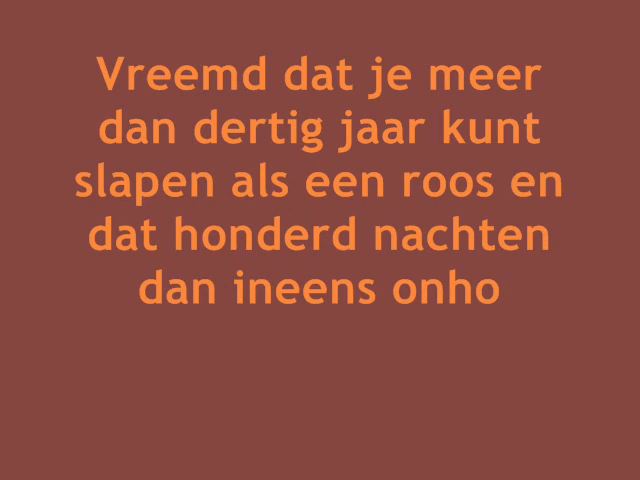 Vreemd dat je meer
dan dertig jaar kunt
slapen als een roos en
dat honderd nachten
dan ineens onho